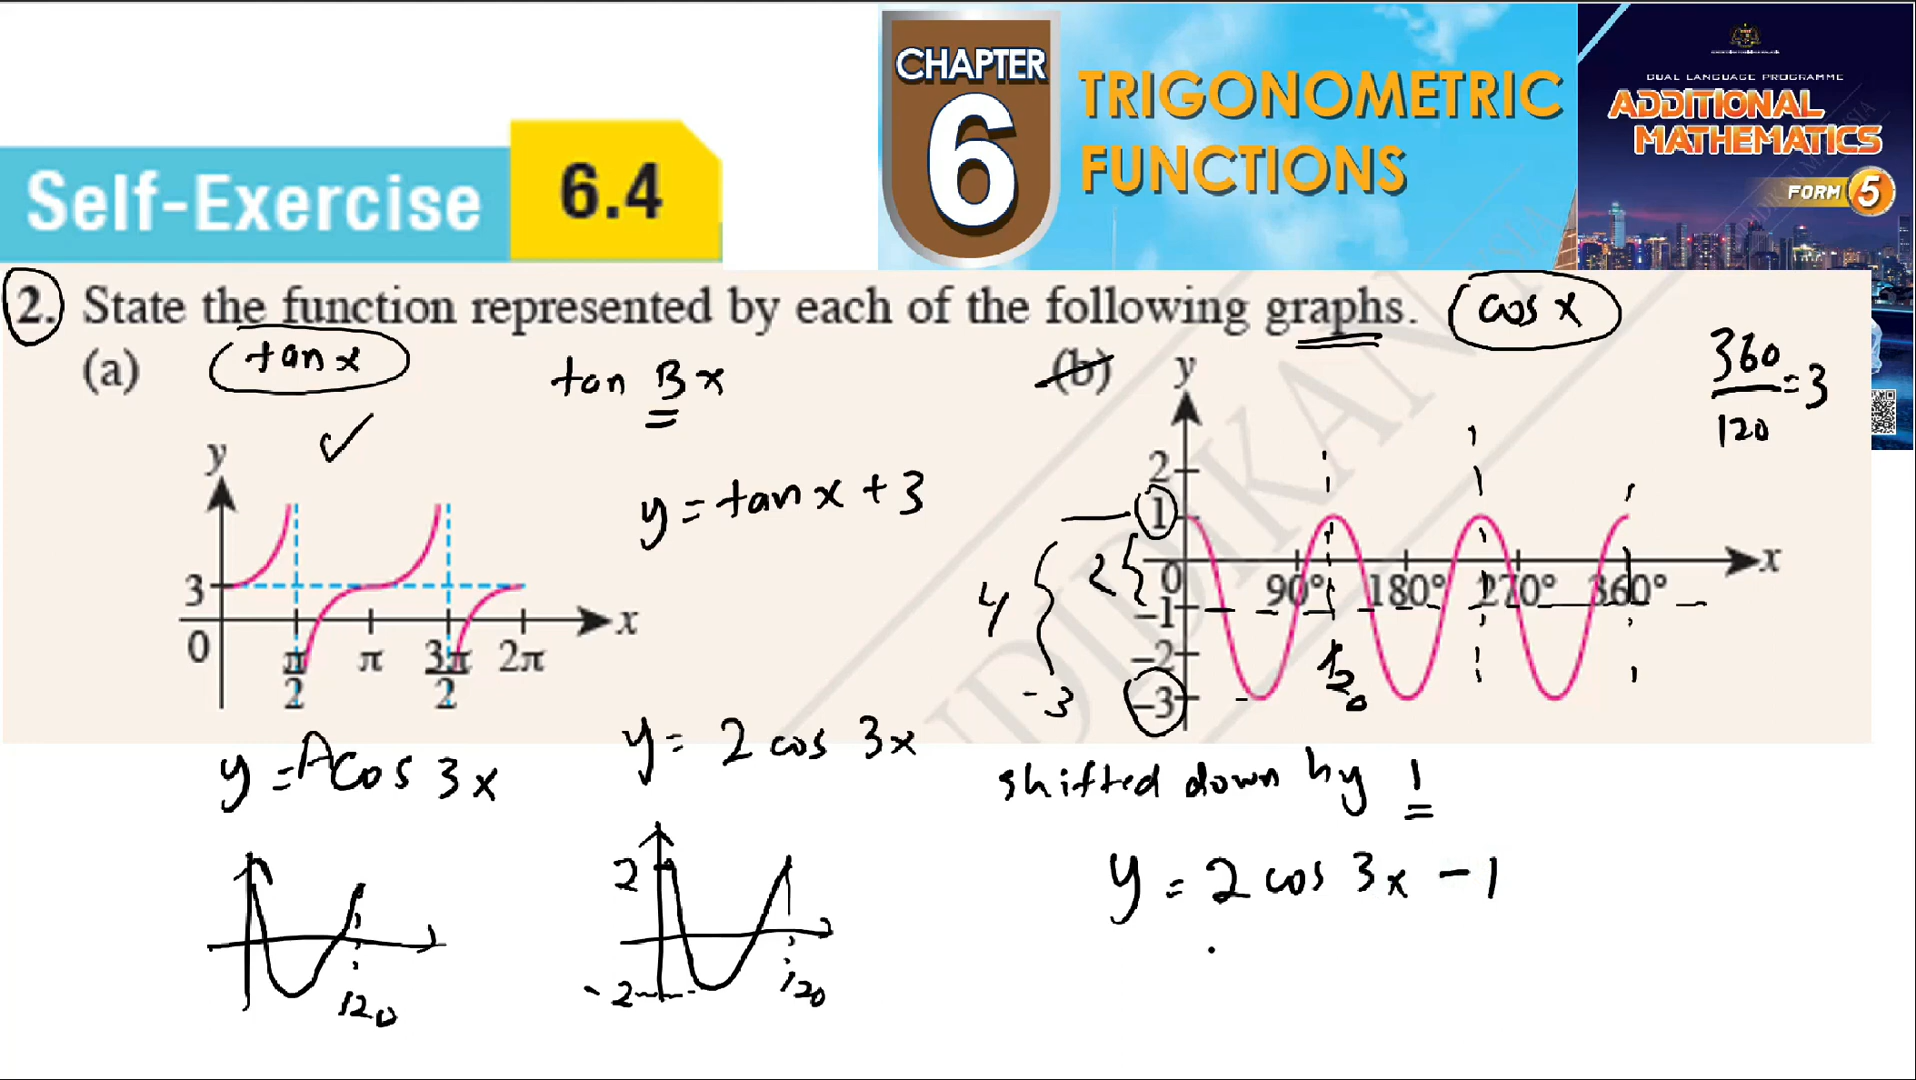 CHAPTER
6
TRIGONOMETRIC
FUNCTIONS
DUAL LANGUAGE PROGRAMME
ADDITIONAL
MATHEMATICS
FORM 5
Self-Exercise 6.4
2. State the function represented by each of the following graphs. cos x
(a) tan x
tan B x
(b)
360/120 = 3
y
3
0
π/2 π 3π/2 2π
x
y = tan x + 3
y
2
1
0
-1
-2
-3
90° 180° 270° 360°
x
4
2
-3
120
y = A cos 3x
y = 2 cos 3x
shifted down by 1
y = 2 cos 3x - 1
120
2
-2
120